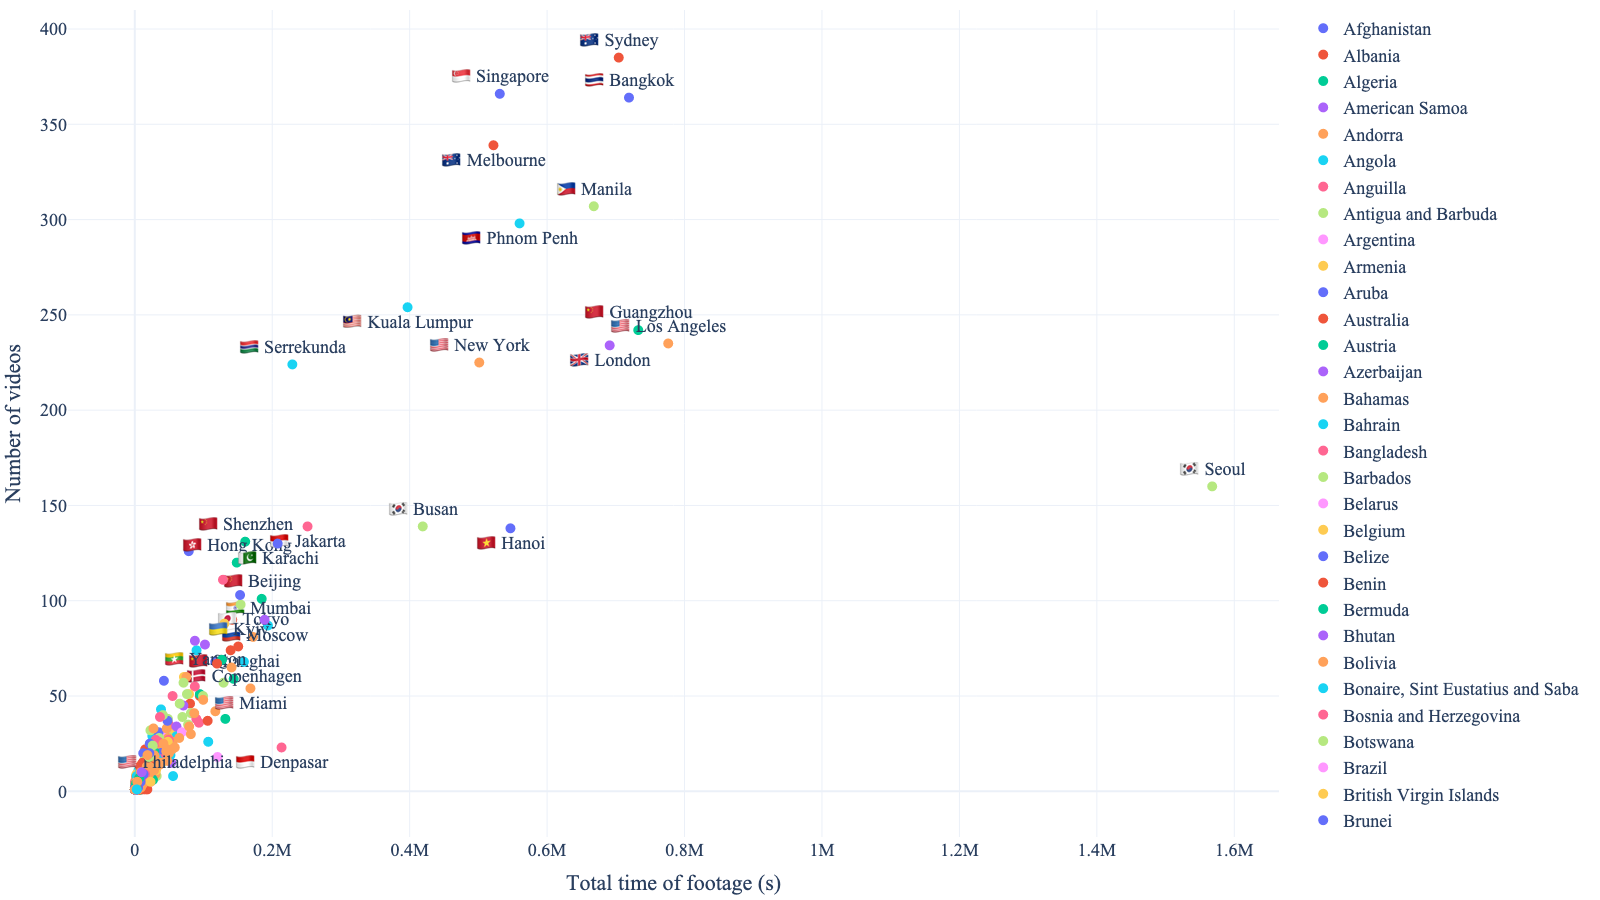 400
350
300
250
200
150
100
50
0
Number of videos
Sydney
Singapore
Bangkok
Melbourne
Manila
Phnom Penh
Guangzhou
Kuala Lumpur
Los Angeles
Serrekunda
New York
London
Seoul
Busan
Shenzhen
Jakarta
Hong Kong
Hanoi
Karachi
Beijing
Mumbai
Tokyo
Kyiv
Moscow
Yangon
Shanghai
Copenhagen
Miami
Philadelphia
Denpasar
0
0.2M
0.4M
0.6M
0.8M
1M
1.2M
1.4M
1.6M
Total time of footage (s)
Afghanistan
Albania
Algeria
American Samoa
Andorra
Angola
Anguilla
Antigua and Barbuda
Argentina
Armenia
Aruba
Australia
Austria
Azerbaijan
Bahamas
Bahrain
Bangladesh
Barbados
Belarus
Belgium
Belize
Benin
Bermuda
Bhutan
Bolivia
Bonaire, Sint Eustatius and Saba
Bosnia and Herzegovina
Botswana
Brazil
British Virgin Islands
Brunei